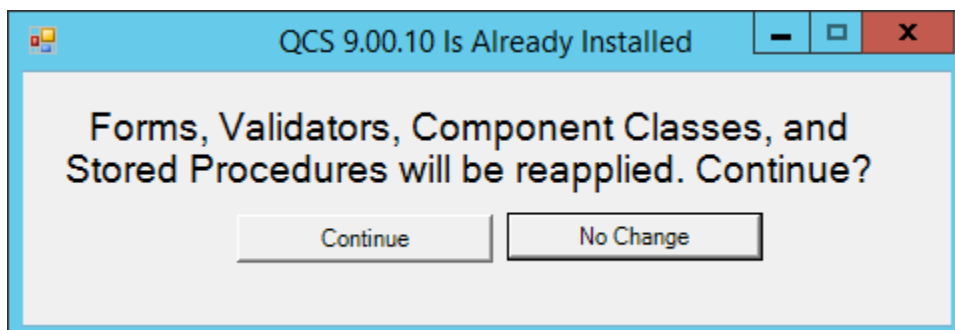 QCS 9.00.10 Is Already Installed
Forms, Validators, Component Classes, and
Stored Procedures will be reapplied. Continue?
Continue
No Change